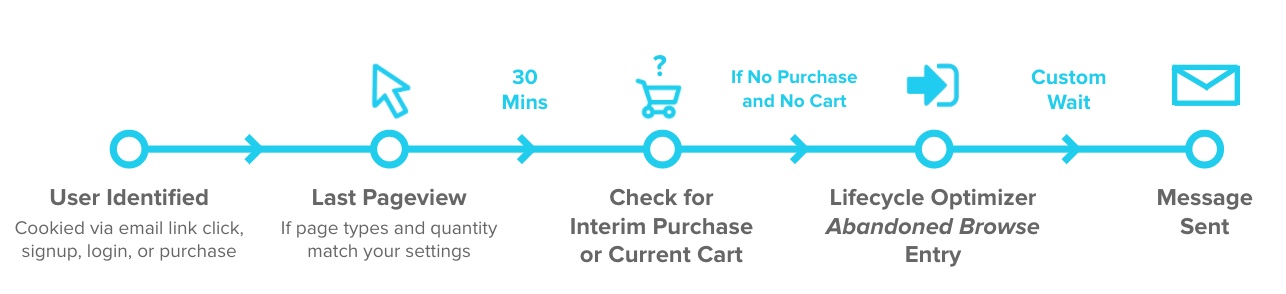 ?
30
Mins
If No Purchase
and No Cart
Custom
Wait
User Identified
Cookied via email link click,
signup, login, or purchase
Last Pageview
If page types and quantity
match your settings
Check for
Interim Purchase
or Current Cart
Lifecycle Optimizer
Abandoned Browse
Entry
Message
Sent